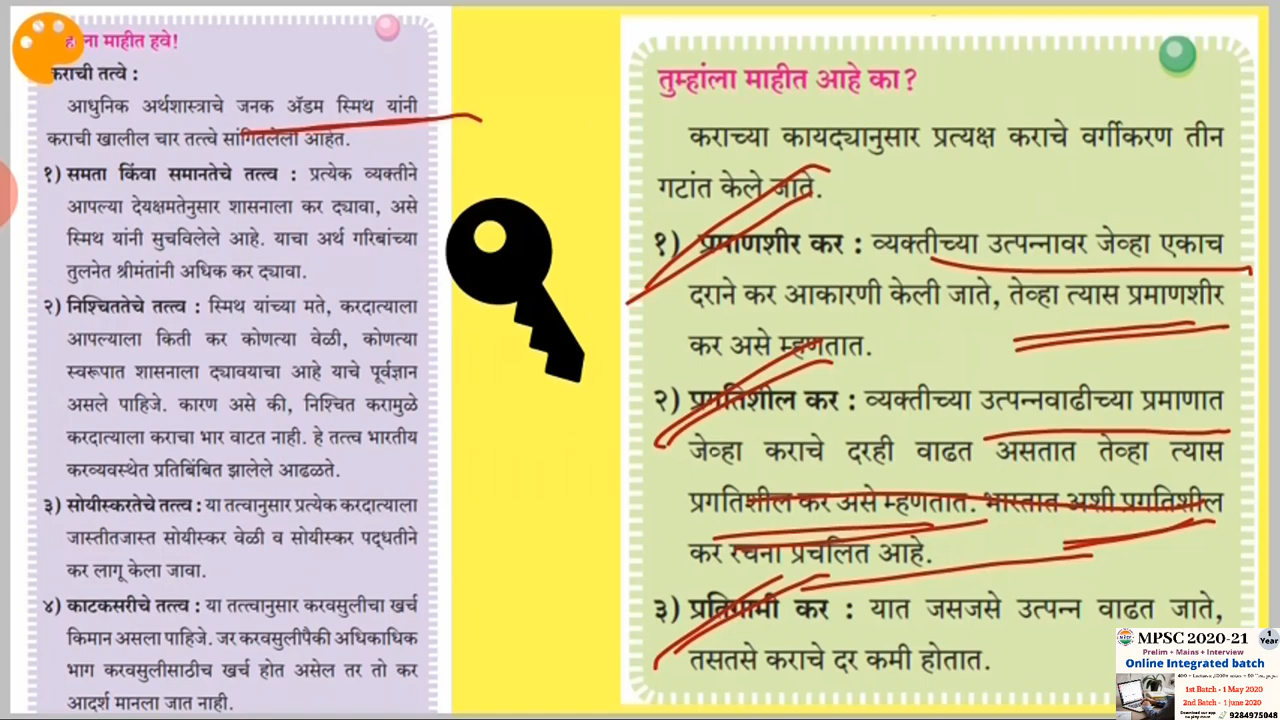 हांना माहीत हवे!
कराची तत्वे :
आधुनिक अर्थशास्त्राचे जनक ॲडम स्मिथ यांनी
कराची खालील चार तत्त्वे सांगितलेली आहेत.
१) समता किंवा समानतेचे तत्त्व : प्रत्येक व्यक्तीने
आपल्या देयक्षमतेनुसार शासनाला कर द्यावा, असे
स्मिथ यांनी सुचविलेले आहे. याचा अर्थ गरिबांच्या
तुलनेत श्रीमंतांनी अधिक कर द्यावा.
२) निश्चिततेचे तत्त्व : स्मिथ यांच्या मते, करदात्याला
आपल्याला किती कर कोणत्या वेळी, कोणत्या
स्वरूपात शासनाला द्यावयाचा आहे याचे पूर्वज्ञान
असले पाहिजे. कारण असे की, निश्चित करामुळे
करदात्याला कराचा भार वाटत नाही. हे तत्त्व भारतीय
करव्यवस्थेत प्रतिबिंबित झालेले आढळते.
३) सोयीस्करतेचे तत्त्व : या तत्वानुसार प्रत्येक करदात्याला
जास्तीतजास्त सोयीस्कर वेळी व सोयीस्कर पद्धतीने
कर लागू केला जावा.
४) काटकसरीचे तत्त्व : या तत्त्वानुसार करवसुलीचा खर्च
किमान असला पाहिजे. जर करवसुलीपैकी अधिकाधिक
भाग करवसुलीसाठीच खर्च होत असेल तर तो कर
आदर्श मानला जात नाही.
तुम्हांला माहीत आहे का?
कराच्या कायद्यानुसार प्रत्यक्ष कराचे वर्गीकरण तीन
गटांत केले जाते.
१) प्रमाणशीर कर : व्यक्तीच्या उत्पन्नावर जेव्हा एकाच
दराने कर आकारणी केली जाते, तेव्हा त्यास प्रमाणशीर
कर असे म्हणतात.
२) प्रगतिशील कर : व्यक्तीच्या उत्पन्नवाढीच्या प्रमाणात
जेव्हा कराचे दरही वाढत असतात तेव्हा त्यास
प्रगतिशील कर असे म्हणतात. भारतात अशी प्रगतिशील
कर रचना प्रचलित आहे.
३) प्रतिगामी कर : यात जसजसे उत्पन्न वाढत जाते,
तसतसे कराचे दर कमी होतात.
MPSC 2020-21
1 Year
Prelim + Mains + Interview
Online Integrated batch
1st Batch - 1 May 2020
2nd Batch - 1 june 2020
9284975048